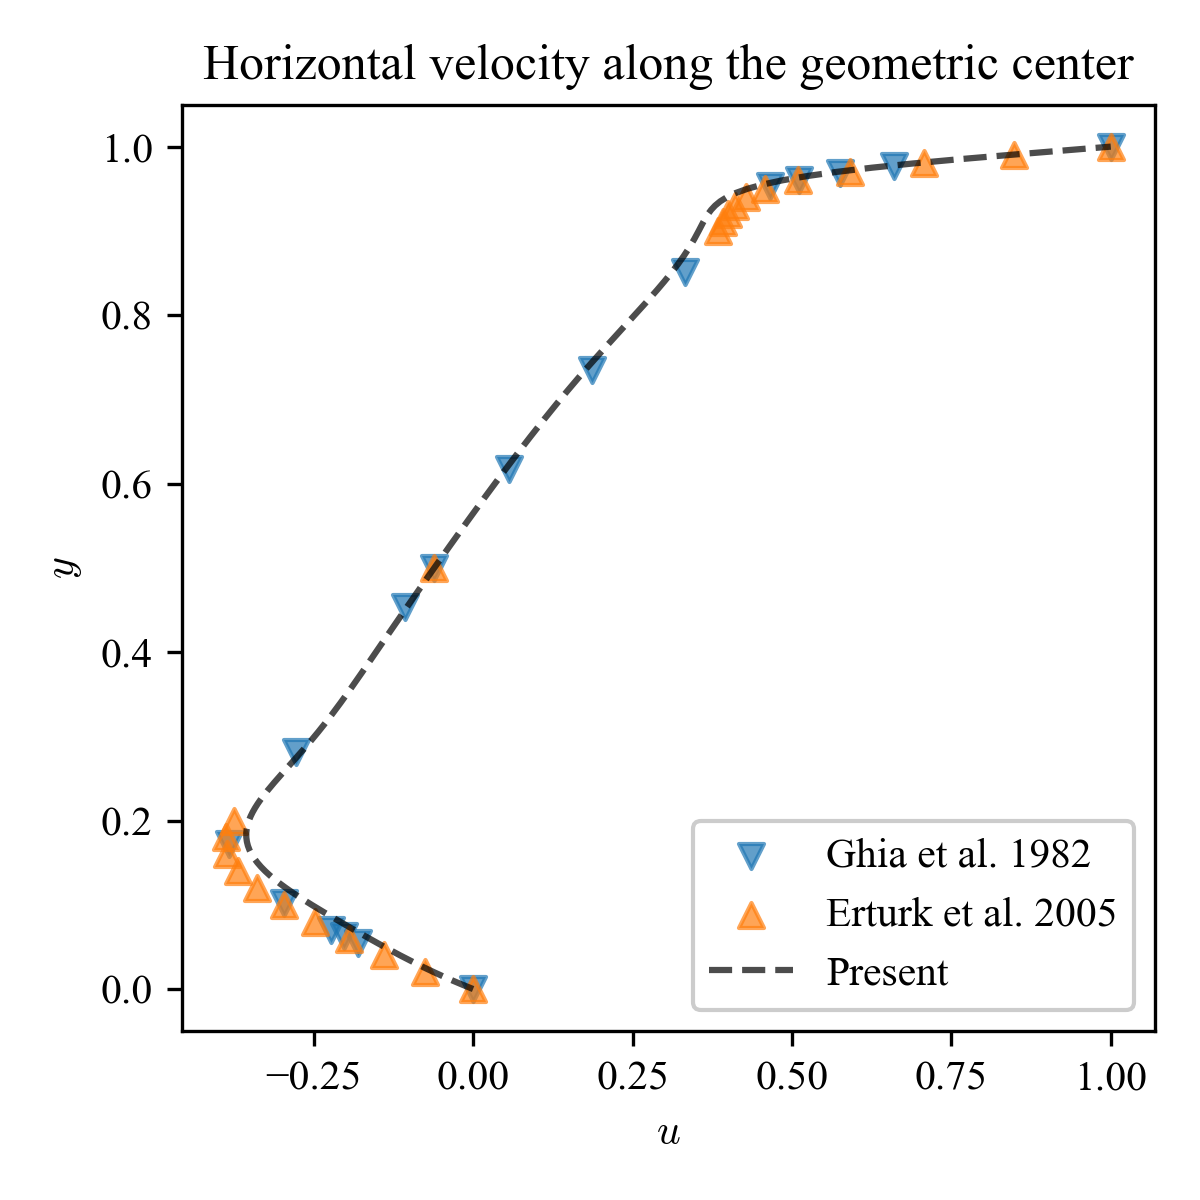 Horizontal velocity along the geometric center
1.0
0.8
0.6
0.4
0.2
0.0
y
−0.25 0.00 0.25 0.50 0.75 1.00
u
Ghia et al. 1982
Erturk et al. 2005
Present